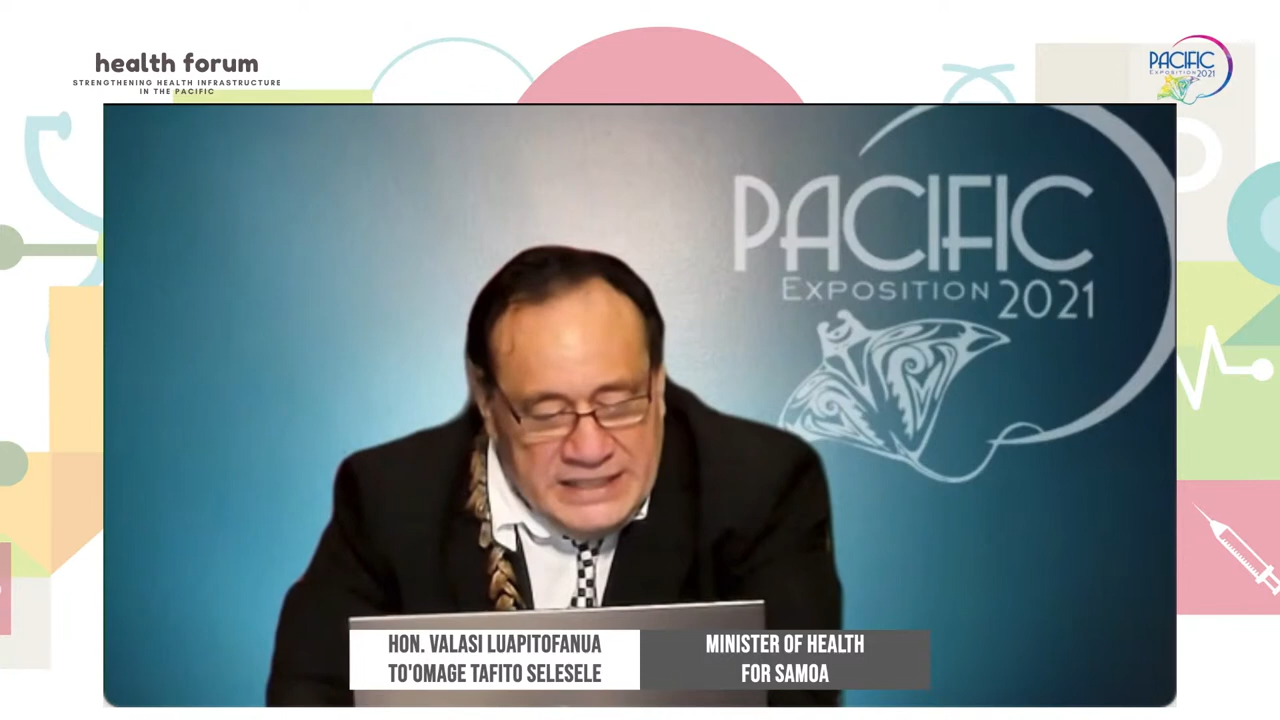 health forum
STRENGTHENING HEALTH INFRASTRUCTURE
IN THE PACIFIC
PACIFIC
EXPOSITION 2021
PACIFIC
EXPOSITION 2021
HON. VALASI LUAPITOFANUA
TO'OMAGE TAFITO SELESELE
MINISTER OF HEALTH
FOR SAMOA